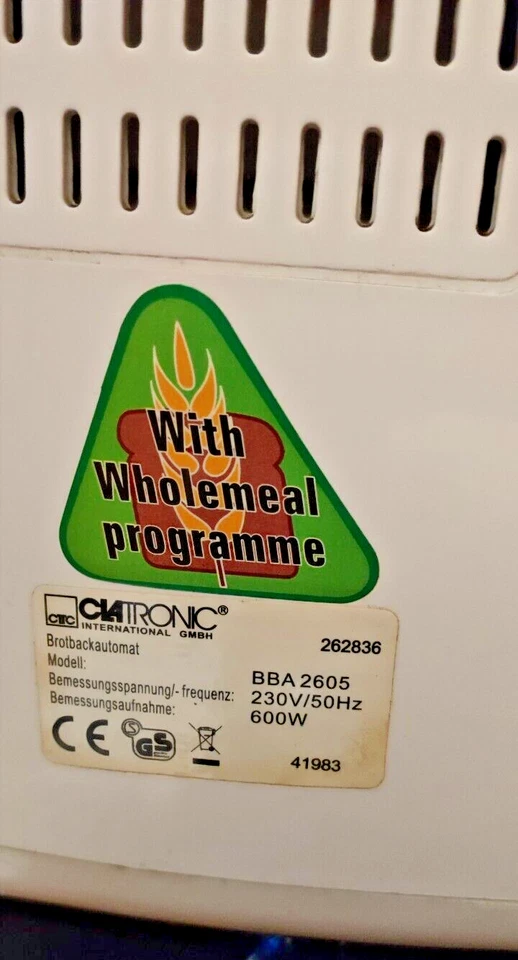 With
Wholemeal
programme
CTC CLATRONIC®
INTERNATIONAL GMBH
Brotbackautomat 262836
Modell: BBA 2605
Bemessungsspannung/-frequenz: 230V/50Hz
Bemessungsaufnahme: 600W
CE S GS
41983